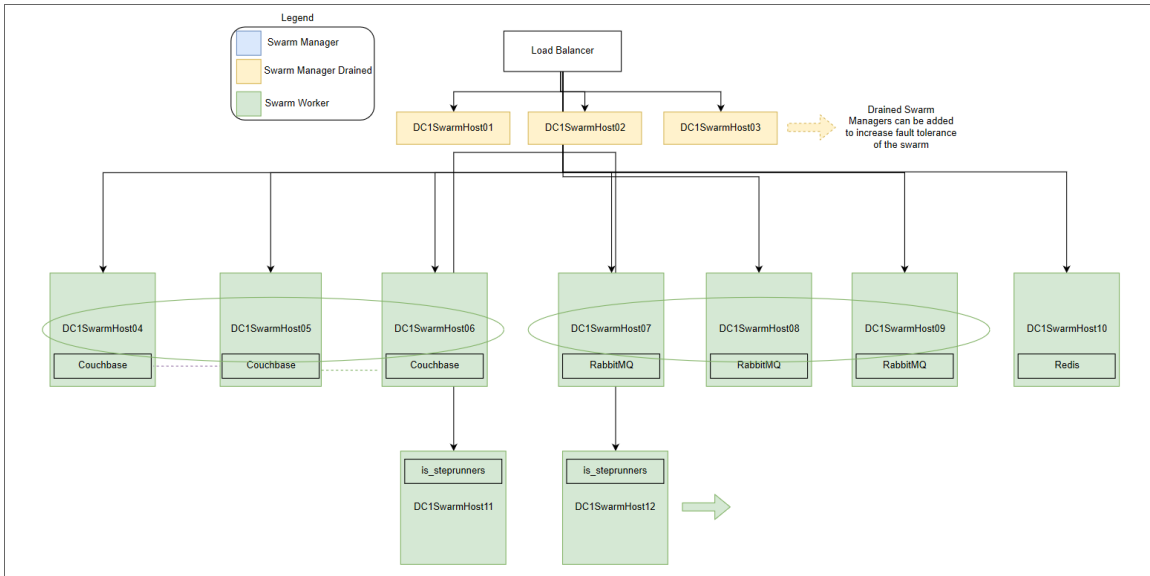 Legend
Swarm Manager
Swarm Manager Drained
Swarm Worker
Load Balancer
DC1SwarmHost01
DC1SwarmHost02
DC1SwarmHost03
Drained Swarm
Managers can be added
to increase fault tolerance
of the swarm
DC1SwarmHost04
DC1SwarmHost05
DC1SwarmHost06
DC1SwarmHost07
DC1SwarmHost08
DC1SwarmHost09
DC1SwarmHost10
Couchbase
Couchbase
Couchbase
RabbitMQ
RabbitMQ
RabbitMQ
Redis
is_steprunners
is_steprunners
DC1SwarmHost11
DC1SwarmHost12